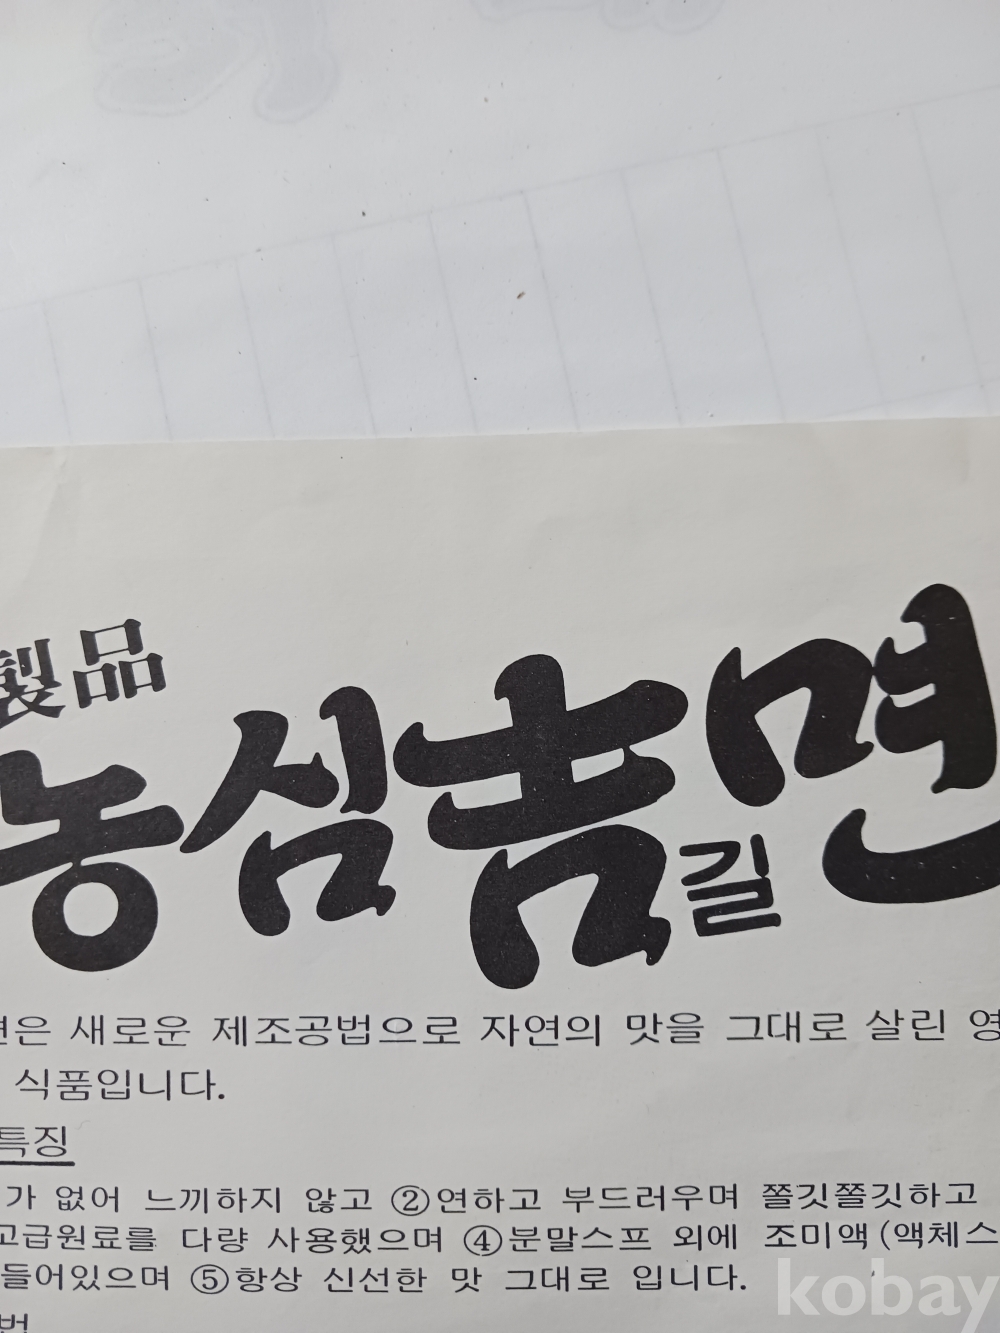 製品
농심吉길면
면은 새로운 제조공법으로 자연의 맛을 그대로 살린 영
식품입니다.
특징
가 없어 느끼하지 않고 ②연하고 부드러우며 쫄깃쫄깃하고
고급원료를 다량 사용했으며 ④분말스프 외에 조미액(액체스
들어있으며 ⑤항상 신선한 맛 그대로 입니다.
법
kobay